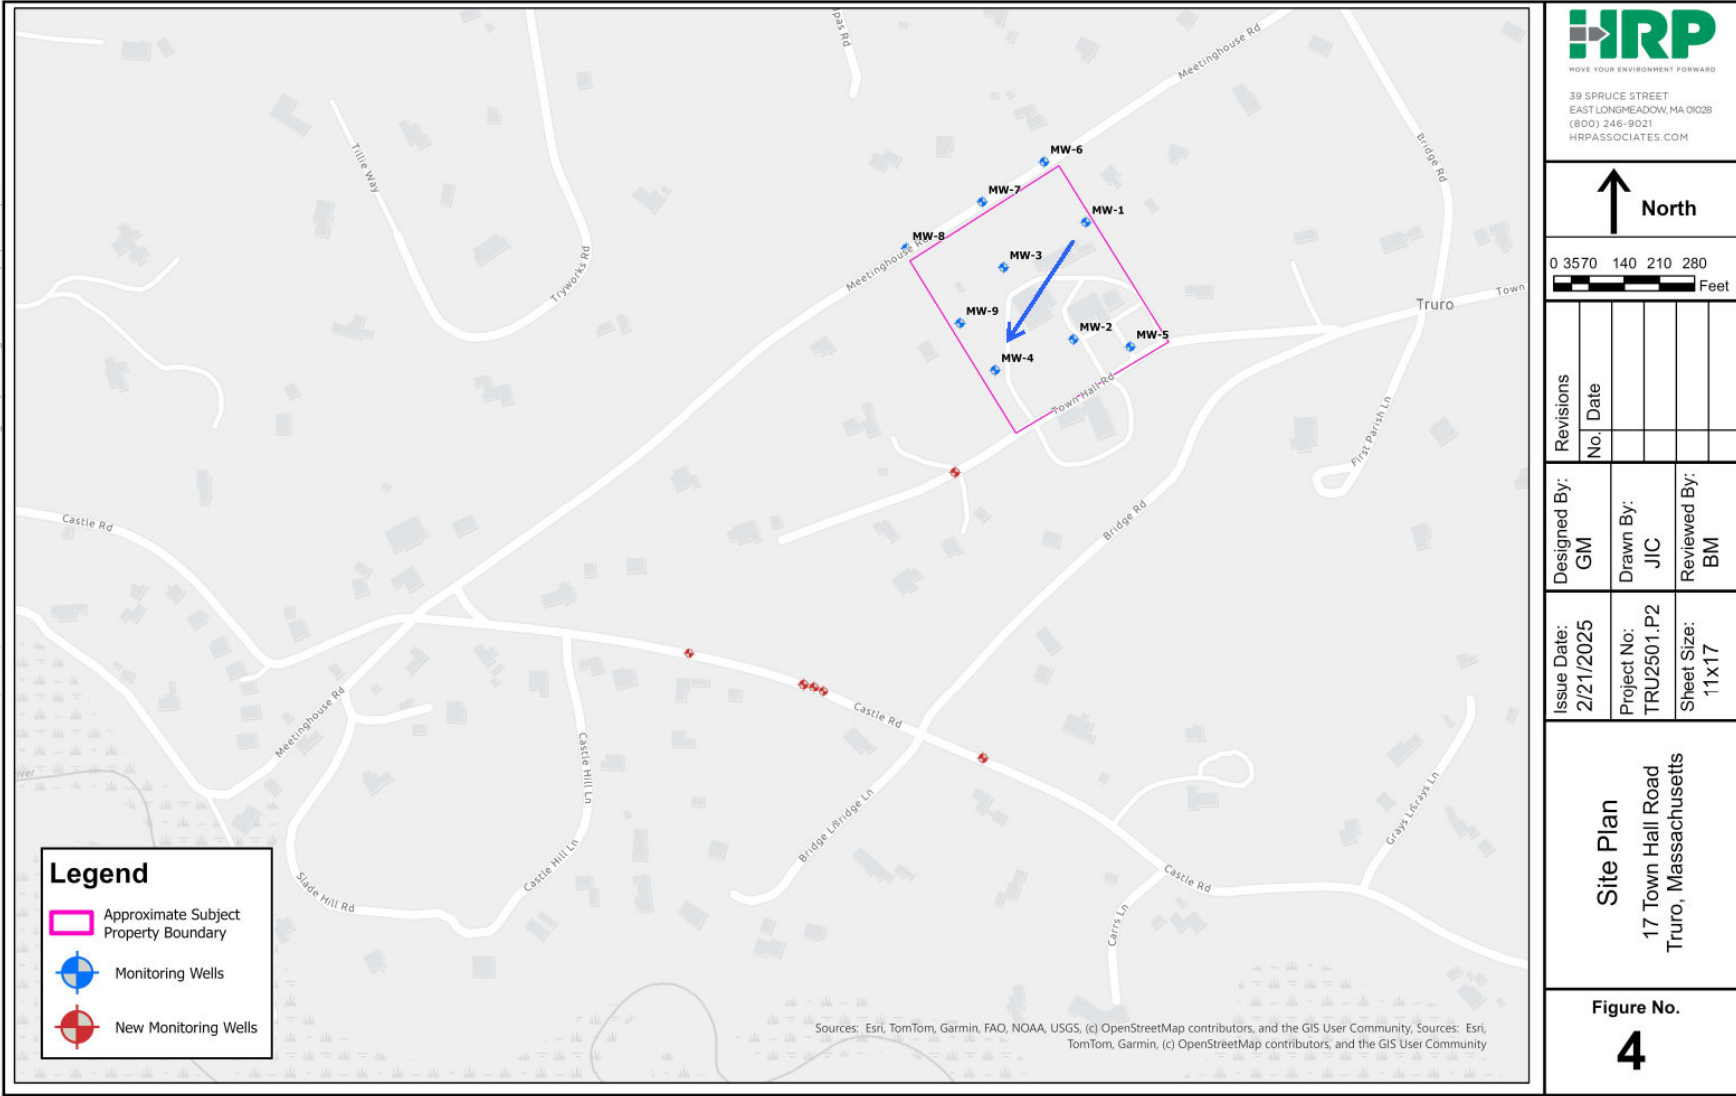 HRP
MOVE YOUR ENVIRONMENT FORWARD
39 SPRUCE STREET
EAST LONGMEADOW, MA 01028
(800) 246-9021
HRPASSOCIATES.COM
North
0 3570 140 210 280
Feet
Revisions
No. Date
Designed By:
GM
Drawn By:
JIC
Reviewed By:
BM
Issue Date:
2/21/2025
Project No:
TRU2501.P2
Sheet Size:
11x17
Site Plan
17 Town Hall Road
Truro, Massachusetts
Figure No.
4
pas Rd
Meetinghouse Rd
Bridge Rd
Tillie Way
Tryworks Rd
MW-6
MW-7
MW-1
MW-8
Meetinghouse Rd
MW-3
MW-9
MW-2
MW-5
MW-4
Town Hall Rd
Truro
Town
First Parish Ln
Bridge Rd
Castle Rd
Meetinghouse Rd
Castle Rd
Castle Hill Ln
Castle Hill Ln
Slade Hill Rd
Bridge Ln
Bridge Ln
Grays Ln
Grays Ln
Castle Rd
Carrs Ln
iver
Legend
Approximate Subject
Property Boundary
Monitoring Wells
New Monitoring Wells
Sources: Esri, TomTom, Garmin, FAO, NOAA, USGS, (c) OpenStreetMap contributors, and the GIS User Community, Sources: Esri,
TomTom, Garmin, (c) OpenStreetMap contributors, and the GIS User Community